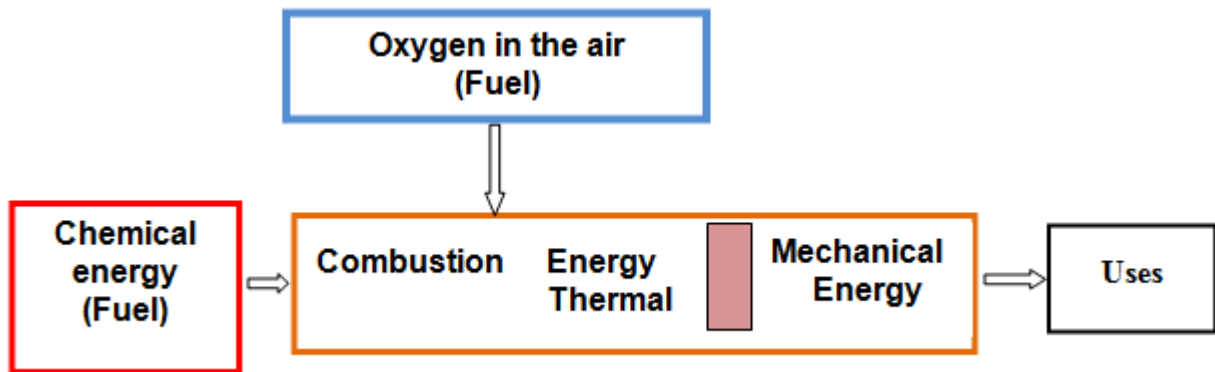 Oxygen in the air
(Fuel)
Chemical
energy
(Fuel)
Combustion
Energy
Thermal
Mechanical
Energy
Uses